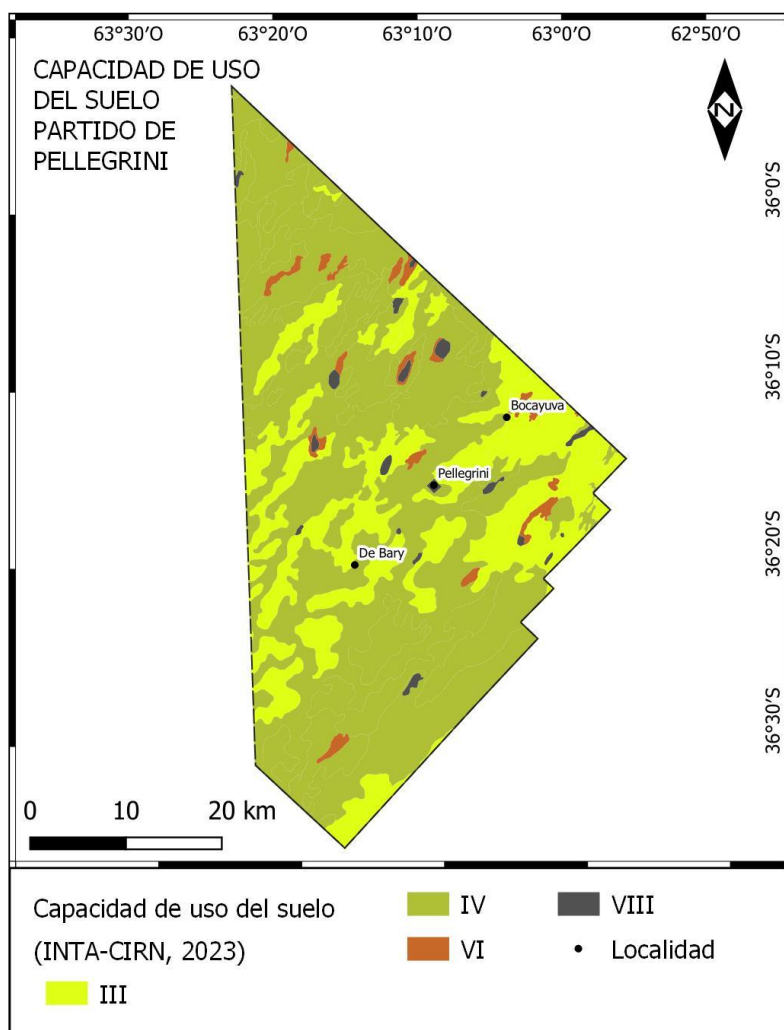 63°30′O 63°20′O 63°10′O 63°0′O 62°50′O
CAPACIDAD DE USO
DEL SUELO
PARTIDO DE
PELLEGRINI
N
36°0′S
36°10′S
Bocayuva
Pellegrini
36°20′S
De Bary
36°30′S
0 10 20 km
Capacidad de uso del suelo
(INTA-CIRN, 2023)
III
IV
VI
VIII
Localidad